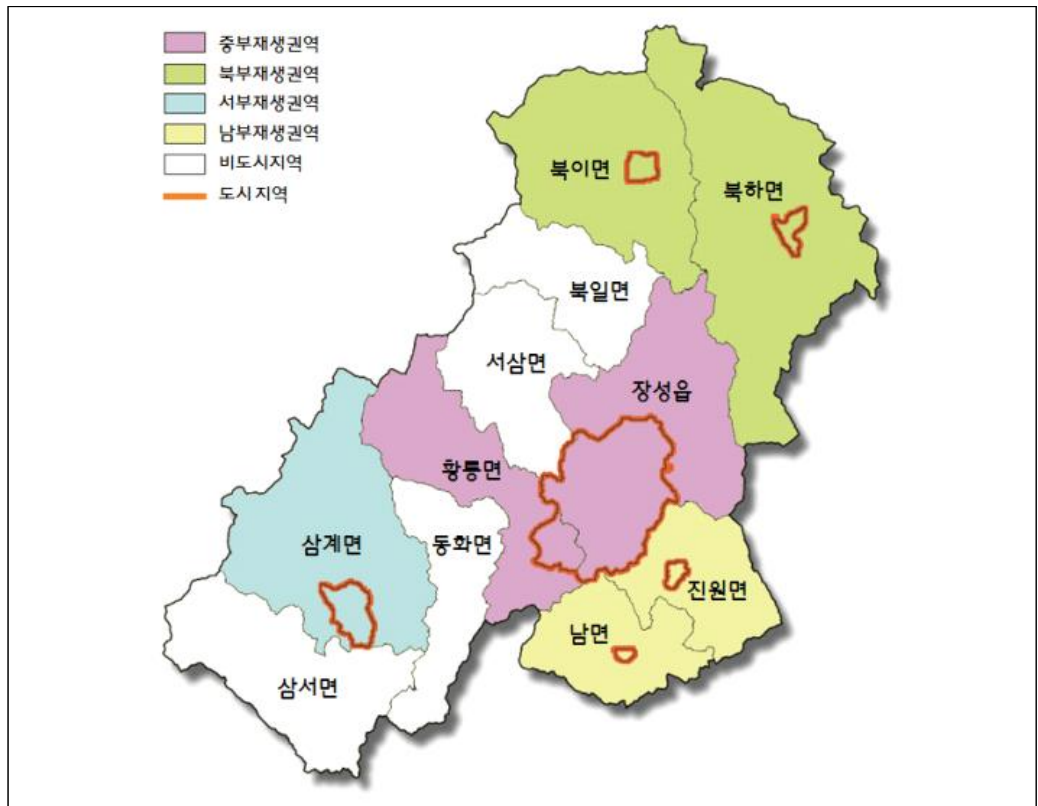 중부재생권역
북부재생권역
서부재생권역
남부재생권역
비도시지역
도시지역
북이면
북하면
북일면
서삼면
장성읍
황룡면
삼계면
동화면
진원면
남면
삼서면